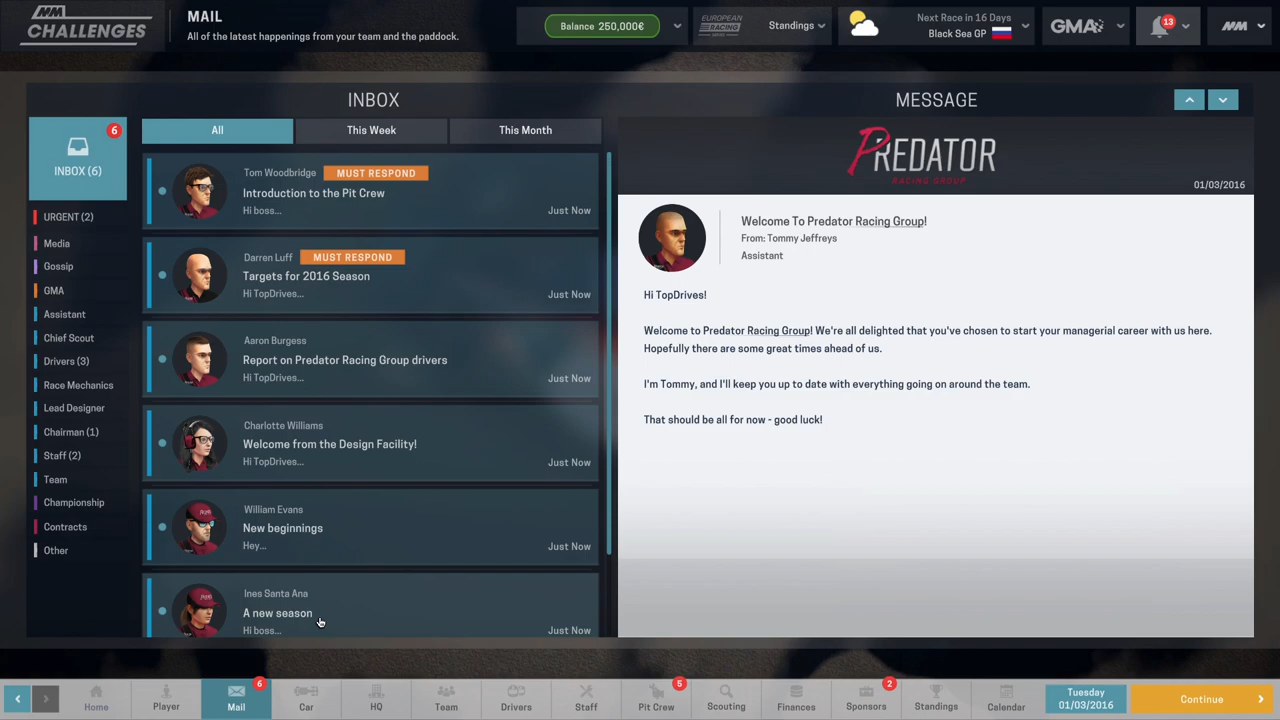 MM CHALLENGES
MAIL
All of the latest happenings from your team and the paddock.
Balance 250,000€
EUROPEAN RACING SERIES
Standings
Next Race in 16 Days
Black Sea GP
GMA
13
MM
INBOX
MESSAGE
6
INBOX (6)
All
This Week
This Month
URGENT (2)
Media
Gossip
GMA
Assistant
Chief Scout
Drivers (3)
Race Mechanics
Lead Designer
Chairman (1)
Staff (2)
Team
Championship
Contracts
Other
Tom Woodbridge MUST RESPOND
Introduction to the Pit Crew
Hi boss... Just Now
Darren Luff MUST RESPOND
Targets for 2016 Season
Hi TopDrives... Just Now
Aaron Burgess
Report on Predator Racing Group drivers
Hi TopDrives... Just Now
Charlotte Williams
Welcome from the Design Facility!
Hi TopDrives... Just Now
William Evans
New beginnings
Hey... Just Now
Ines Santa Ana
A new season
Hi boss... Just Now
PREDATOR
RACING GROUP
01/03/2016
Welcome To Predator Racing Group!
From: Tommy Jeffreys
Assistant
Hi TopDrives!
Welcome to Predator Racing Group! We're all delighted that you've chosen to start your managerial career with us here.
Hopefully there are some great times ahead of us.
I'm Tommy, and I'll keep you up to date with everything going on around the team.
That should be all for now - good luck!
Home
Player
Mail 6
Car
HQ
Team
Drivers
Staff
Pit Crew 5
Scouting
Finances
Sponsors 2
Standings
Calendar
Tuesday
01/03/2016
Continue